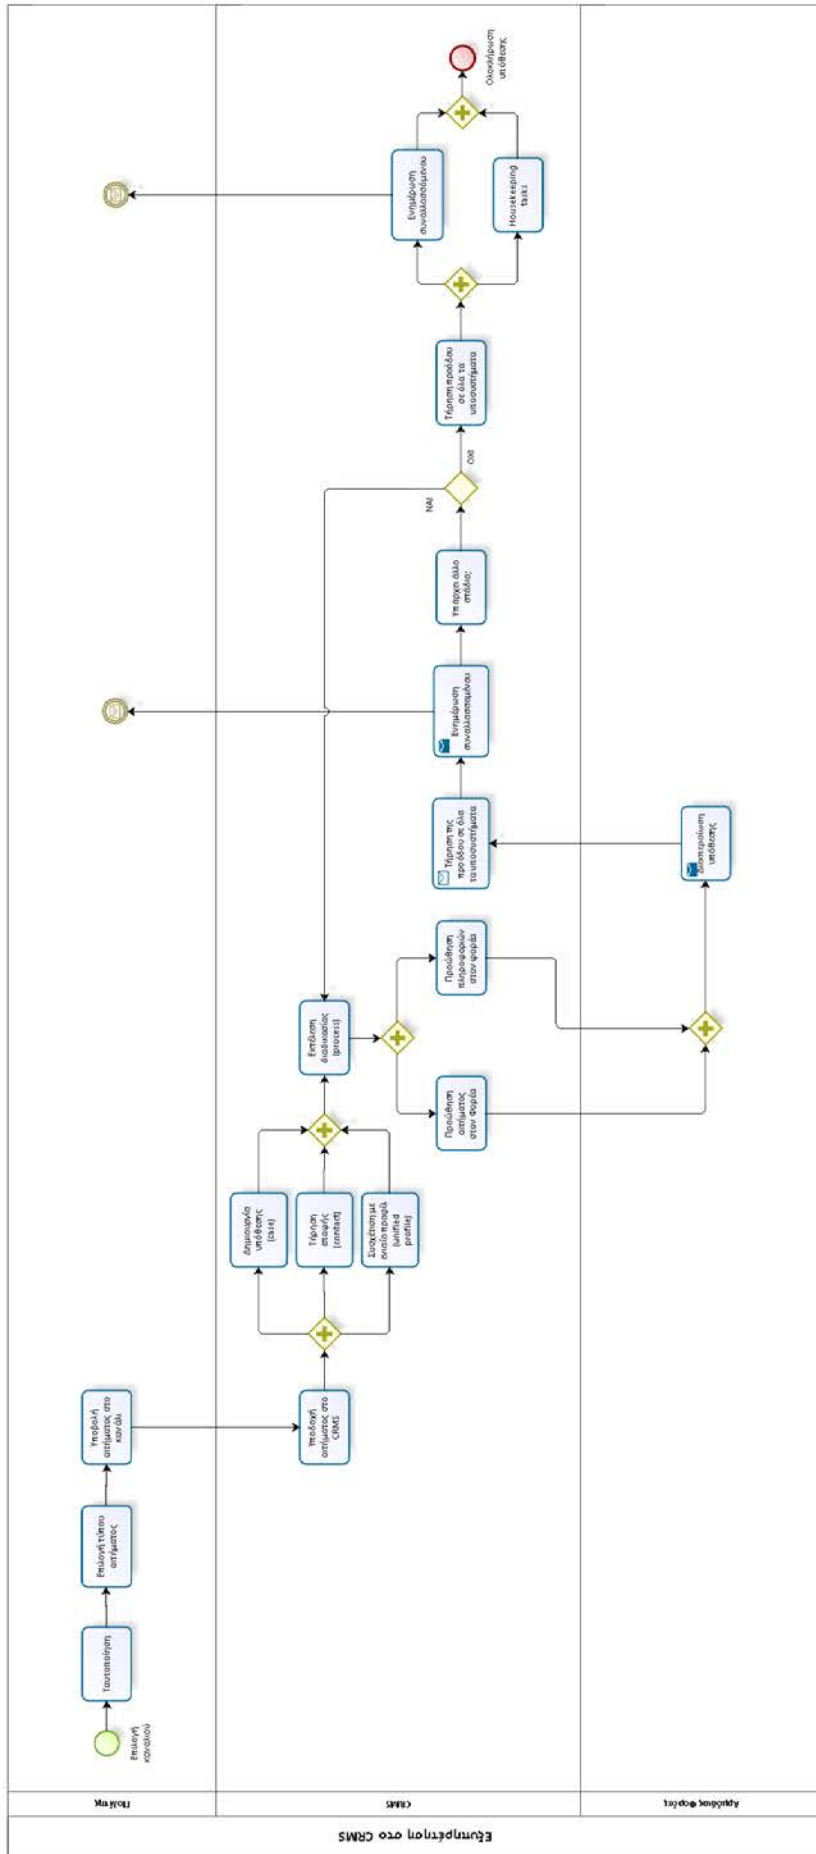 Εξυπηρέτηση στο CRMS
Πολίτης
CRMS
Αρμόδιος Φορέας
Επιλογή
καναλιού
Ταυτοποίηση
Επιλογή τύπου
αιτήματος
Υποβολή
αιτήματος στο
κανάλι
Υποδοχή
αιτήματος στο
CRMS
Δημιουργία
υπόθεσης
(case)
Τήρηση
επαφής
(contact)
Συσχέτιση με
ενιαίο προφίλ
(unified
profile)
Εκτέλεση
διαδικασίας
(process)
Προώθηση
αιτήματος
στον Φορέα
Προώθηση
πληροφοριών
στον φορέα
Διεκπεραίωση
υπόθεσης
Τήρηση της
προόδου σε όλα
τα υποσυστήματα
Ενημέρωση
συναλλασσομένου
Υπάρχει άλλο
στάδιο;
ΝΑΙ
ΟΧΙ
Τήρηση προόδου
σε όλα τα
υποσυστήματα
Ενημέρωση
συναλλασσόμενου
Housekeeping
tasks
Ολοκλήρωση
υπόθεσης